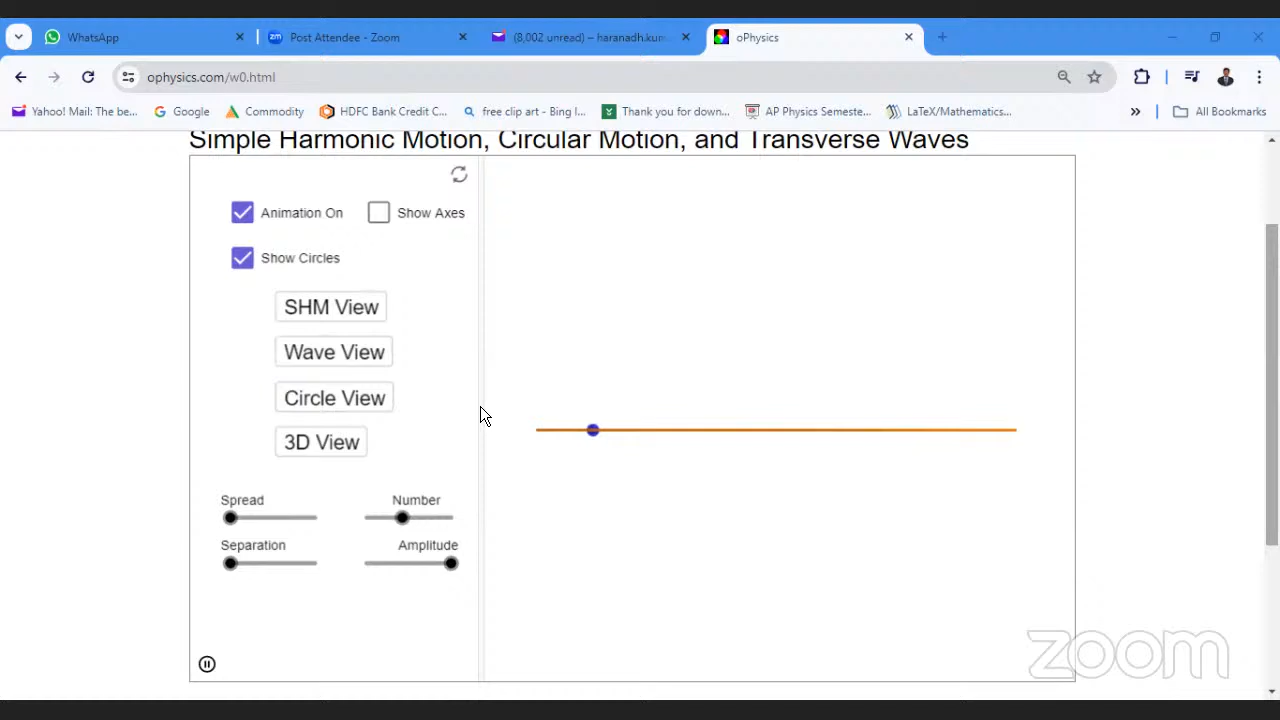 WhatsApp
zm Post Attendee - Zoom
(8,002 unread) – haranadh.kum
oPhysics
ophysics.com/w0.html
Yahoo! Mail: The be...
Google
Commodity
HDFC Bank Credit C...
free clip art - Bing I...
Thank you for down...
AP Physics Semeste...
LaTeX/Mathematics...
All Bookmarks
Simple Harmonic Motion, Circular Motion, and Transverse Waves
Animation On
Show Axes
Show Circles
SHM View
Wave View
Circle View
3D View
Spread
Number
Separation
Amplitude
zoom